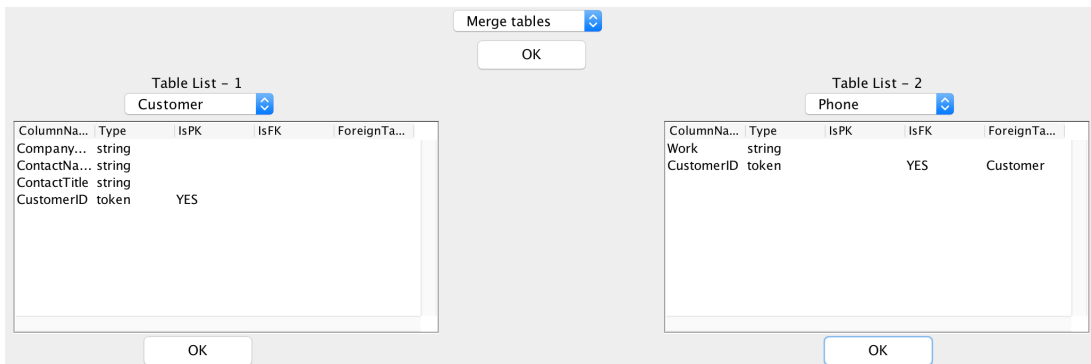 Merge tables
OK
Table List – 1
Customer
ColumnNa... Type IsPK IsFK ForeignTa...
Company... string
ContactNa... string
ContactTitle string
CustomerID token YES
OK
Table List – 2
Phone
ColumnNa... Type IsPK IsFK ForeignTa...
Work string
CustomerID token YES Customer
OK